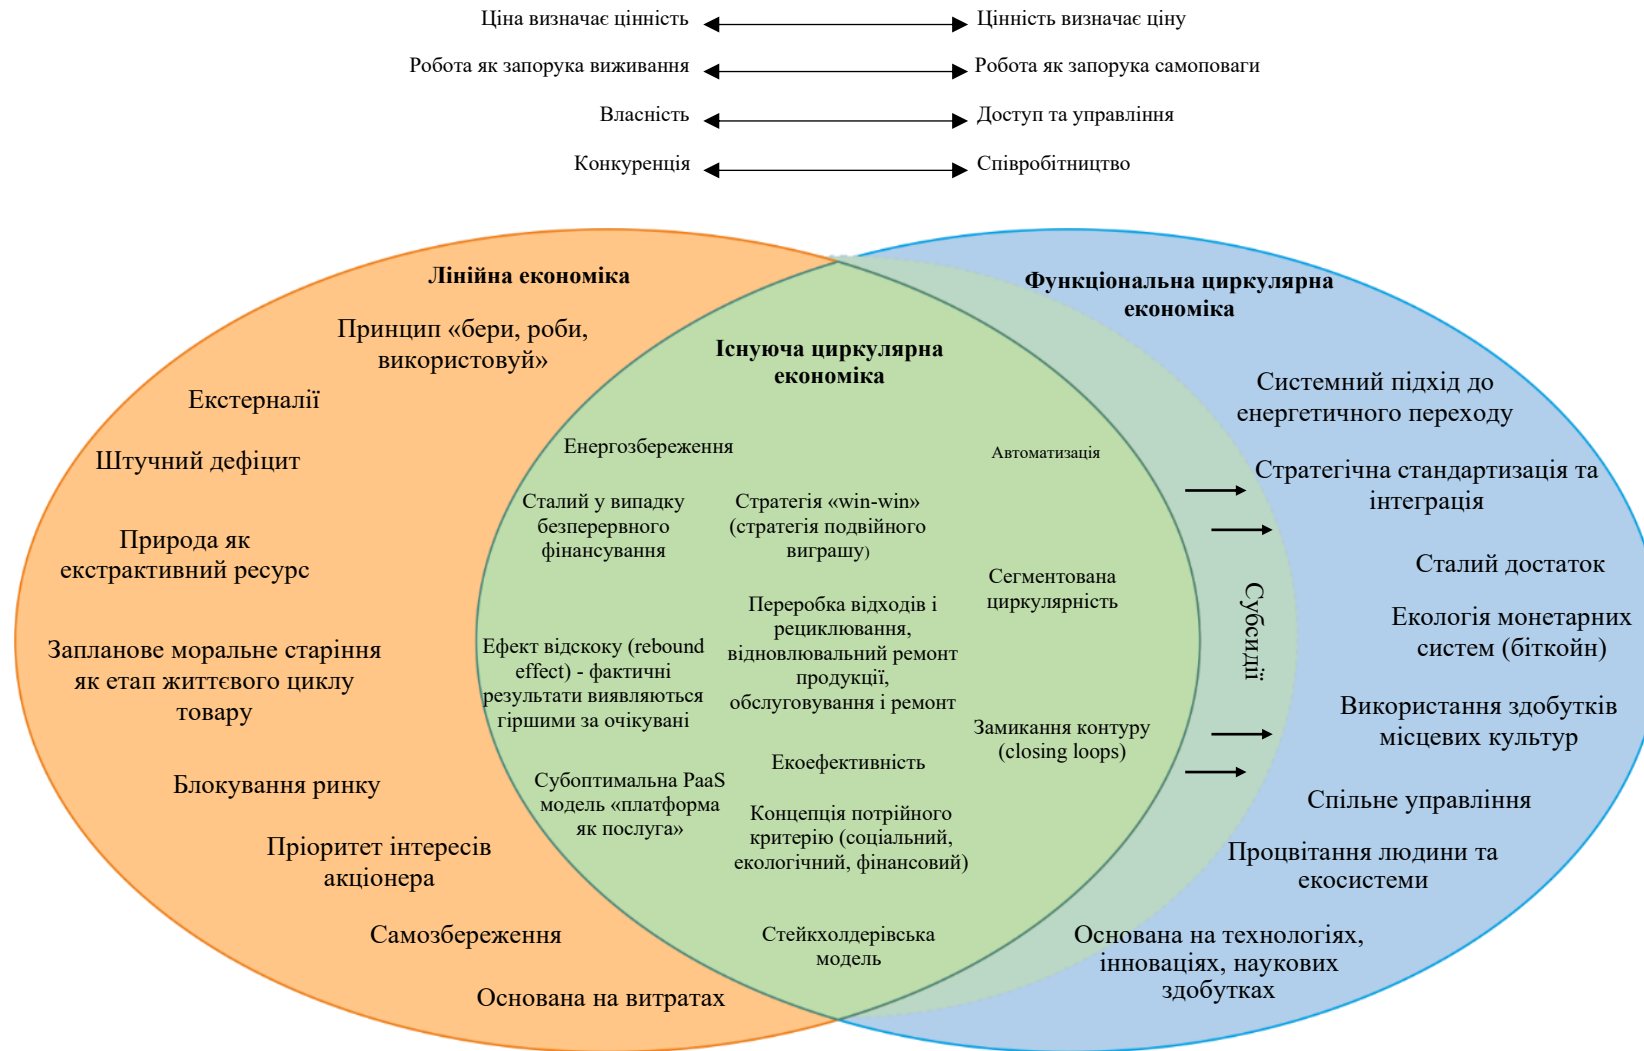 Ціна визначає цінність
Цінність визначає ціну
Робота як запорука виживання
Робота як запорука самоповаги
Власність
Доступ та управління
Конкуренція
Співробітництво
Лінійна економіка
Принцип «бери, роби,
використовуй»
Екстерналії
Штучний дефіцит
Природа як
екстрактивний ресурс
Запланове моральне старіння
як етап життєвого циклу
товару
Блокування ринку
Пріоритет інтересів
акціонера
Самозбереження
Основана на витратах
Існуюча циркулярна
економіка
Енергозбереження
Сталий у випадку
безперервного
фінансування
Ефект відскоку (rebound
effect) - фактичні
результати виявляються
гіршими за очікувані
Субоптимальна PaaS
модель «платформа
як послуга»
Стратегія «win-win»
(стратегія подвійного
виграшу)
Переробка відходів і
рециклювання,
відновлювальний ремонт
продукції,
обслуговування і ремонт
Екоефективність
Концепція потрійного
критерію (соціальний,
екологічний, фінансовий)
Стейкхолдерівська
модель
Автоматизація
Сегментована
циркулярність
Замикання контуру
(closing loops)
Субсидії
Функціональна циркулярна
економіка
Системний підхід до
енергетичного переходу
Стратегічна стандартизація та
інтеграція
Сталий достаток
Екологія монетарних
систем (біткойн)
Використання здобутків
місцевих культур
Спільне управління
Процвітання людини та
екосистеми
Основана на технологіях,
інноваціях, наукових
здобутках